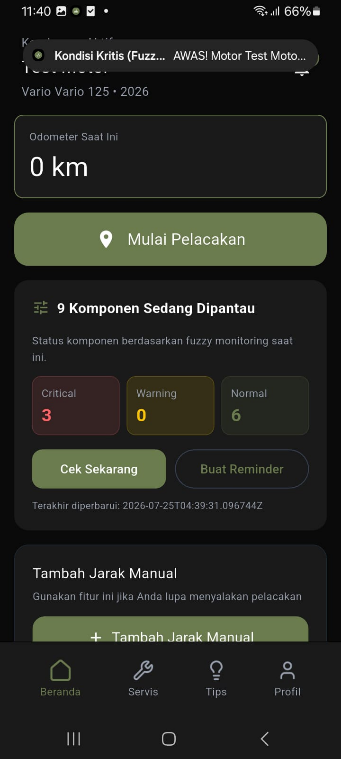 11:40
66%
Kondisi Kritis (Fuzz... AWAS! Motor Test Moto...
Test Motor
Vario Vario 125 • 2026
Odometer Saat Ini
0 km
Mulai Pelacakan
9 Komponen Sedang Dipantau
Status komponen berdasarkan fuzzy monitoring saat
ini.
Critical
3
Warning
0
Normal
6
Cek Sekarang
Buat Reminder
Terakhir diperbarui: 2026-07-25T04:39:31.096744Z
Tambah Jarak Manual
Gunakan fitur ini jika Anda lupa menyalakan pelacakan
+ Tambah Jarak Manual
Beranda
Servis
Tips
Profil